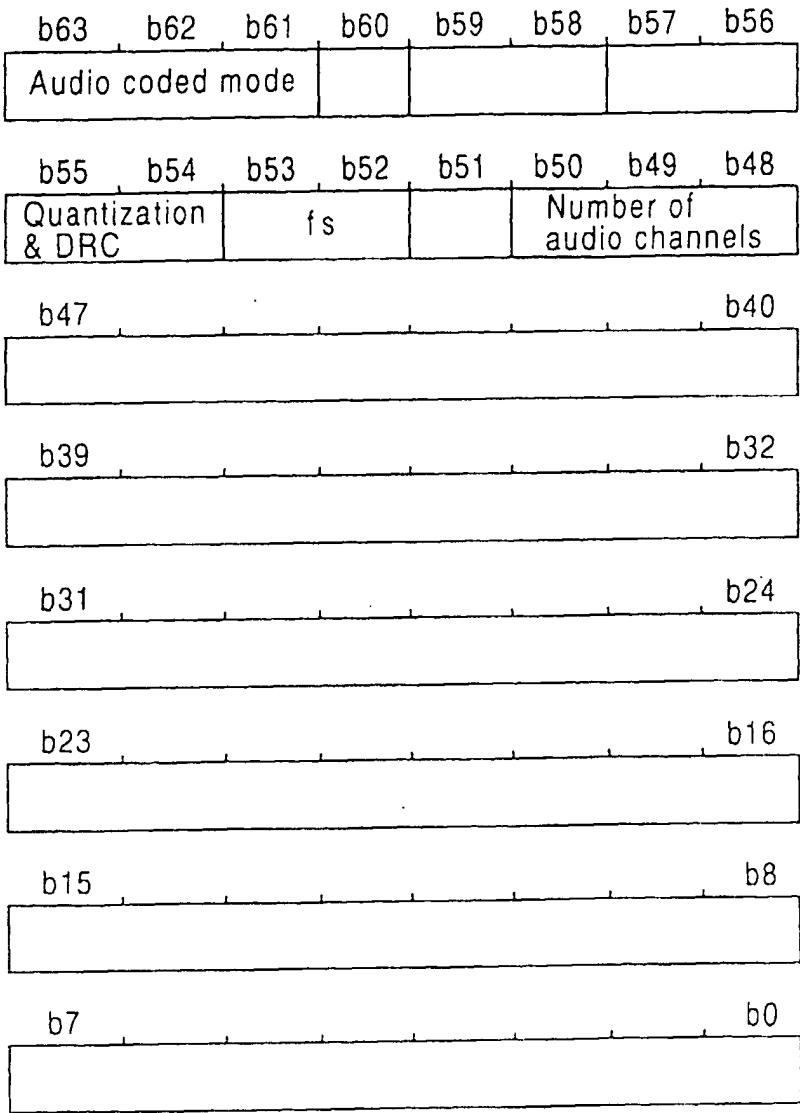 b63 b62 b61 b60 b59 b58 b57 b56
Audio coded mode
b55 b54 b53 b52 b51 b50 b49 b48
Quantization
& DRC
fs
Number of
audio channels
b47 b40
b39 b32
b31 b24
b23 b16
b15 b8
b7 b0